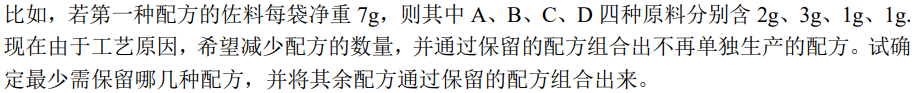 比如，若第一种配方的佐料每袋净重 7g，则其中 A、B、C、D 四种原料分别含 2g、3g、1g、1g.
现在由于工艺原因，希望减少配方的数量，并通过保留的配方组合出不再单独生产的配方。试确
定最少需保留哪几种配方，并将其余配方通过保留的配方组合出来。